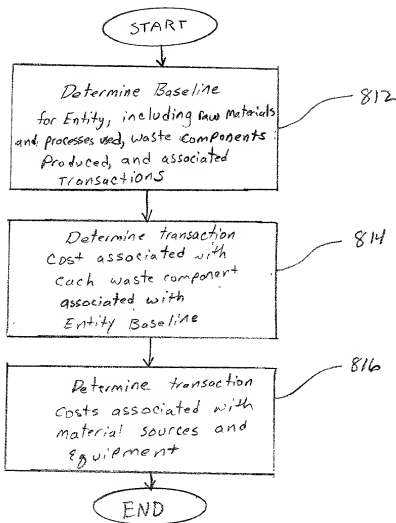 START
Determine Baseline
for Entity, including raw materials
and processes used, waste components
Produced, and associated
Transactions
812
Determine transaction
Cost associated with
Each waste component
associated with
Entity Baseline
814
Determine transaction
Costs associated with
material sources and
Equipment
816
END